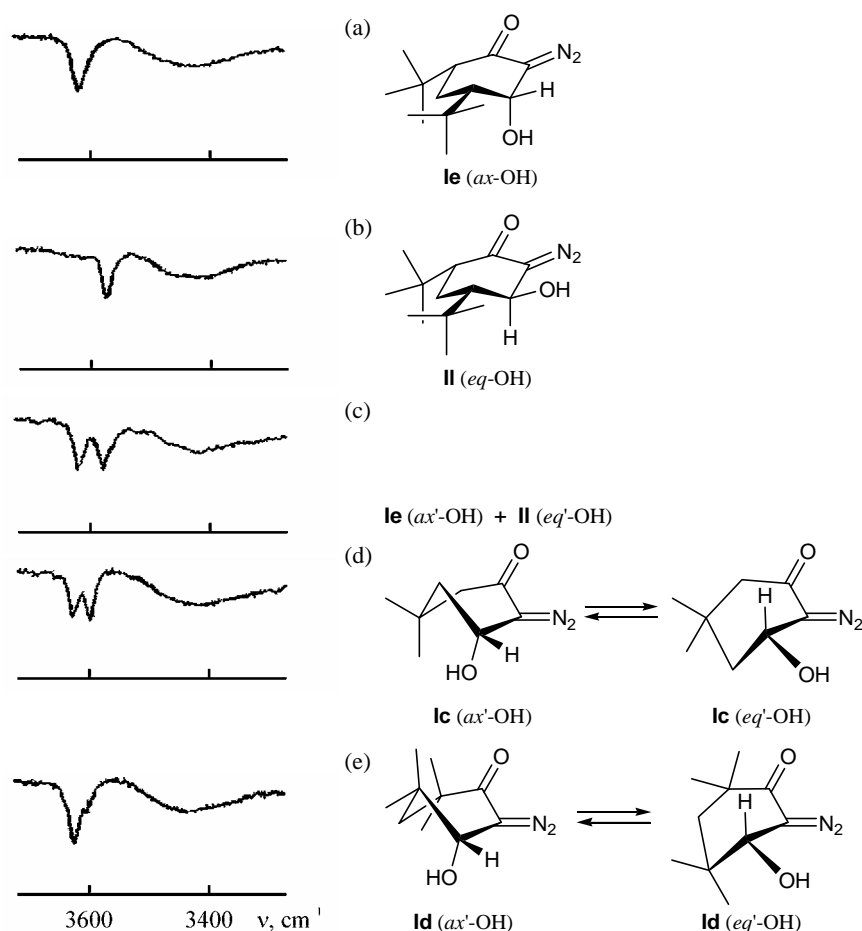 (a)
O
N2
H
OH
Ie (ax-OH)
3600 3400
(b)
O
N2
OH
H
II (eq-OH)
(c)
Ie (ax'-OH) + II (eq'-OH)
(d)
O
N2
HO
H
Ic (ax'-OH)
O
H
N2
OH
Ic (eq'-OH)
(e)
O
N2
HO
H
Id (ax'-OH)
O
H
N2
OH
Id (eq'-OH)
3600 3400 ν, cm